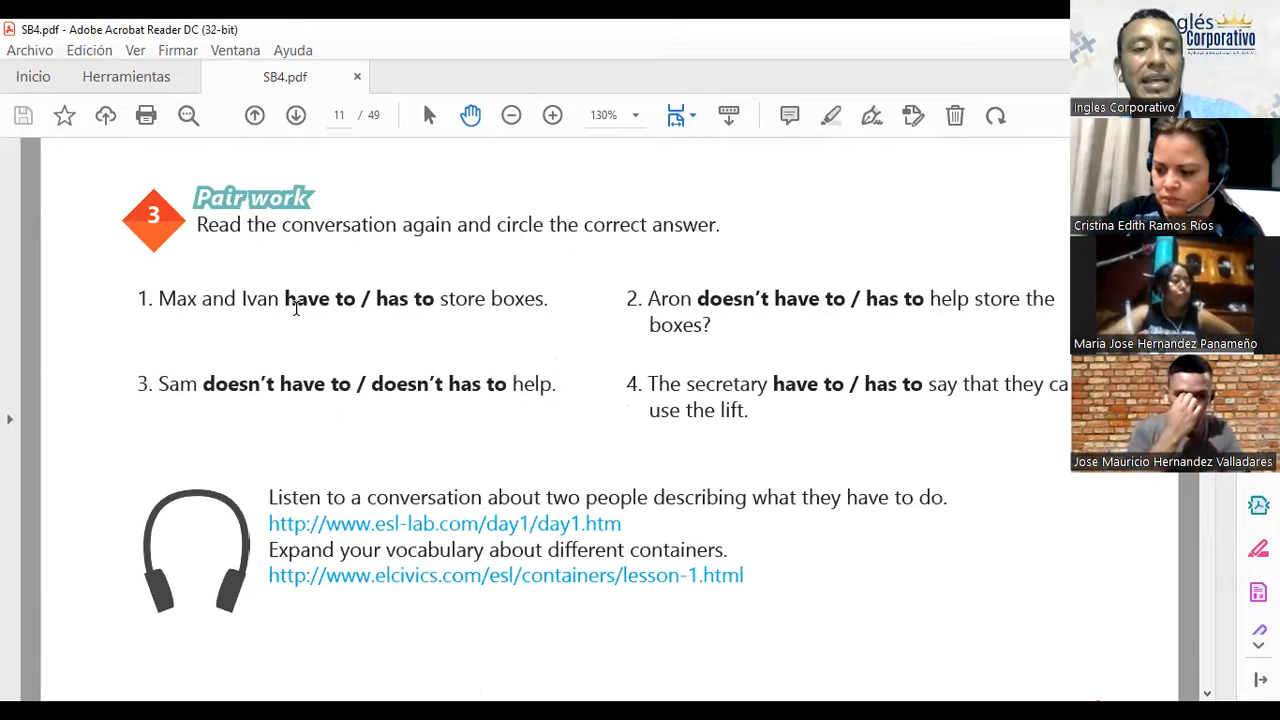 SB4.pdf - Adobe Acrobat Reader DC (32-bit)
Archivo Edición Ver Firmar Ventana Ayuda
Inicio Herramientas SB4.pdf ×
11 / 49 130%
Pair work
3
Read the conversation again and circle the correct answer.
1. Max and Ivan have to / has to store boxes.
2. Aron doesn't have to / has to help store the
boxes?
3. Sam doesn't have to / doesn't has to help.
4. The secretary have to / has to say that they ca
use the lift.
Listen to a conversation about two people describing what they have to do.
http://www.esl-lab.com/day1/day1.htm
Expand your vocabulary about different containers.
http://www.elcivics.com/esl/containers/lesson-1.html
nglés
Corporativo
Ingles Corporativo
Cristina Edith Ramos Ríos
Maria Jose Hernandez Panameño
Jose Mauricio Hernandez Valladares